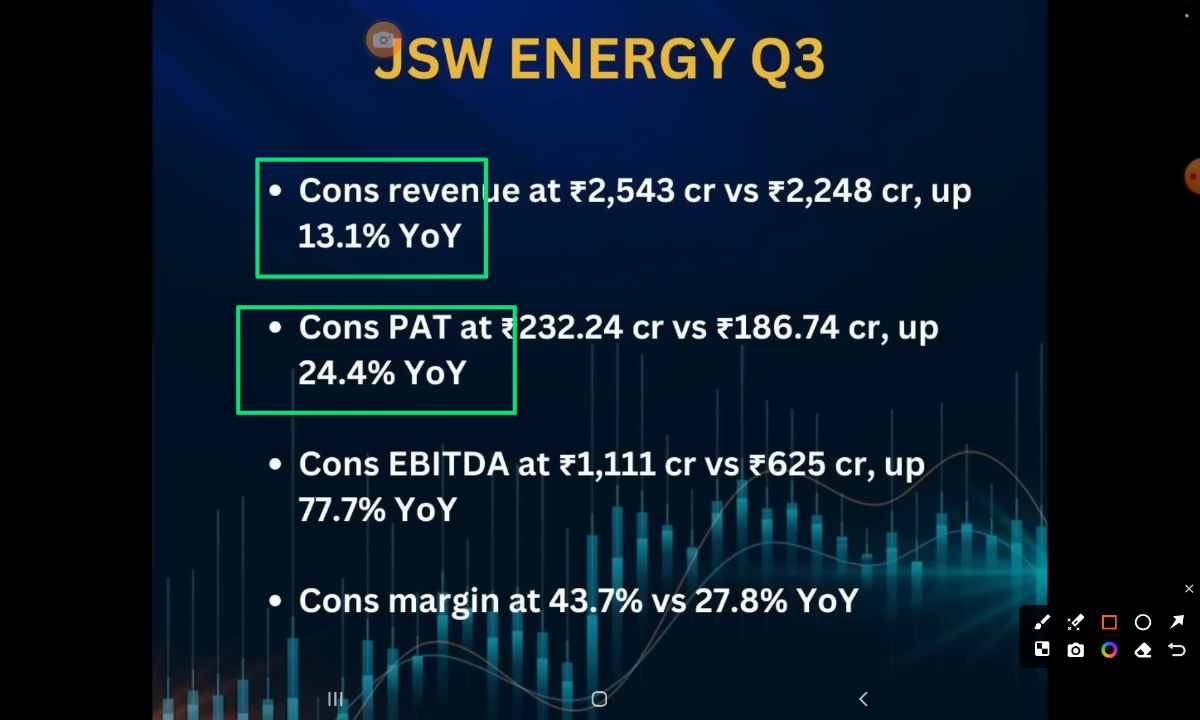 JSW ENERGY Q3
• Cons revenue at ₹2,543 cr vs ₹2,248 cr, up
13.1% YoY
• Cons PAT at ₹232.24 cr vs ₹186.74 cr, up
24.4% YoY
• Cons EBITDA at ₹1,111 cr vs ₹625 cr, up
77.7% YoY
• Cons margin at 43.7% vs 27.8% YoY